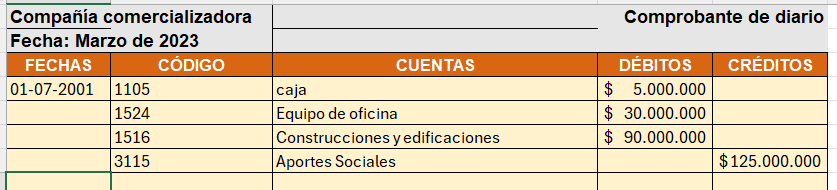 Compañía comercializadora Comprobante de diario
Fecha: Marzo de 2023
FECHAS CÓDIGO CUENTAS DÉBITOS CRÉDITOS
01-07-2001 1105 caja $ 5.000.000
1524 Equipo de oficina $ 30.000.000
1516 Construcciones y edificaciones $ 90.000.000
3115 Aportes Sociales $125.000.000